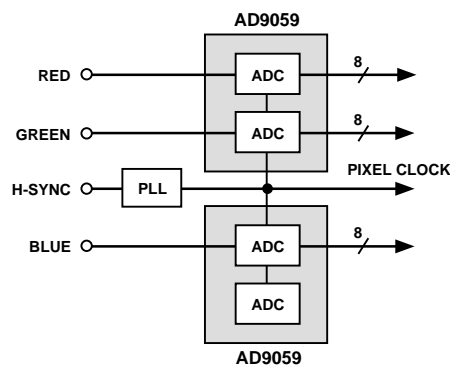 AD9059
RED
ADC
8
GREEN
ADC
8
PIXEL CLOCK
H-SYNC
PLL
BLUE
ADC
8
ADC
AD9059